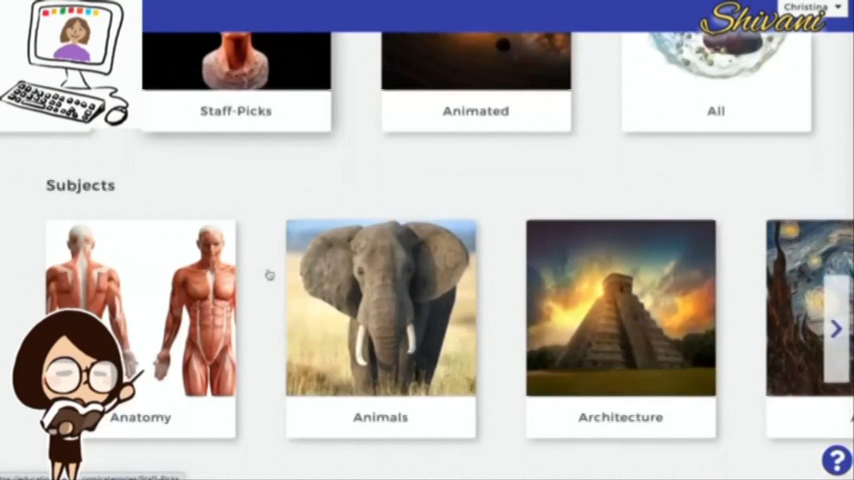 Christina
Shivani
Staff-Picks
Animated
All
Subjects
Anatomy
Animals
Architecture
?